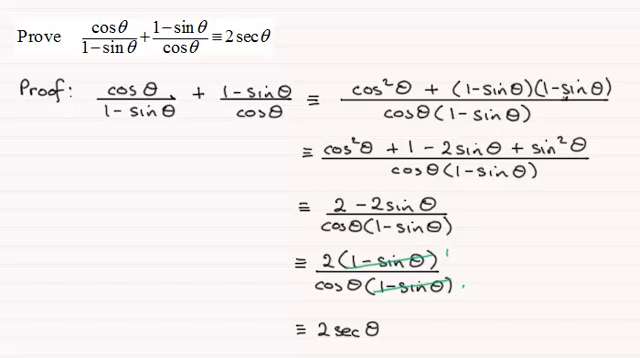 Prove cosθ/(1−sinθ) + (1−sinθ)/cosθ ≡ 2secθ
Proof: cosθ/(1−sinθ) + (1−sinθ)/cosθ ≡ (cos²θ + (1−sinθ)(1−sinθ))/(cosθ(1−sinθ))
≡ (cos²θ + 1 − 2sinθ + sin²θ)/(cosθ(1−sinθ))
≡ (2 − 2sinθ)/(cosθ(1−sinθ))
≡ 2(1−sinθ)¹/(cosθ(1−sinθ)).
≡ 2secθ